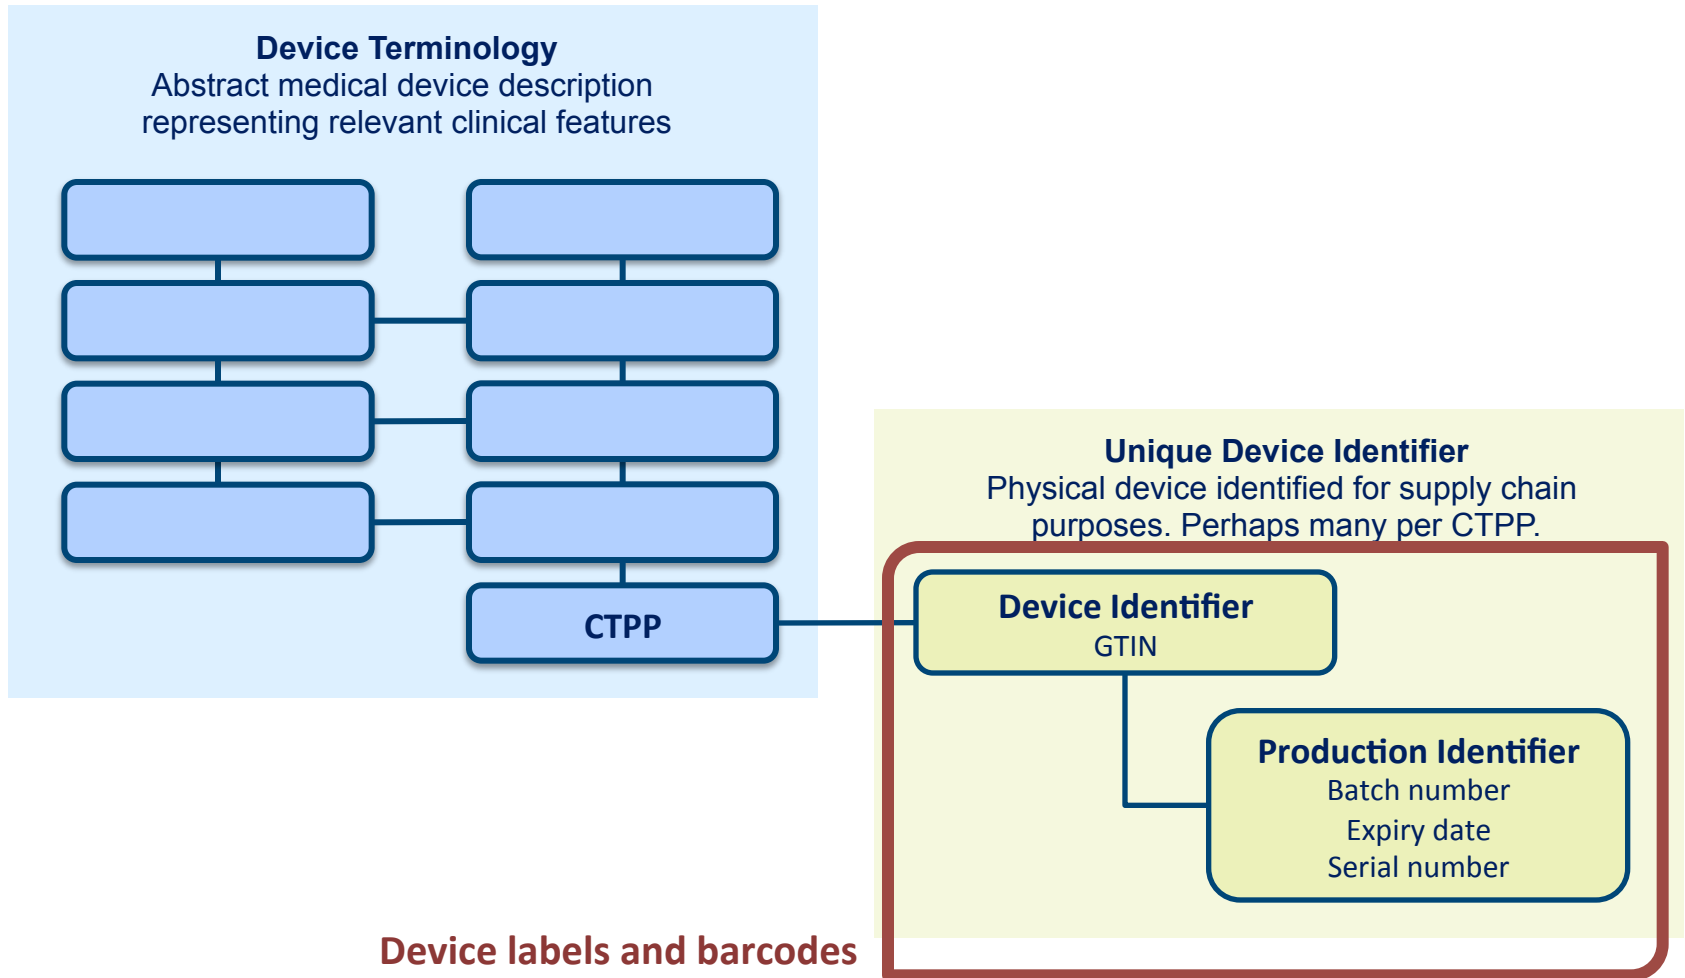 Device Terminology
Abstract medical device description
representing relevant clinical features
CTPP
Unique Device Identifier
Physical device identified for supply chain
purposes. Perhaps many per CTPP.
Device Identifier
GTIN
Production Identifier
Batch number
Expiry date
Serial number
Device labels and barcodes